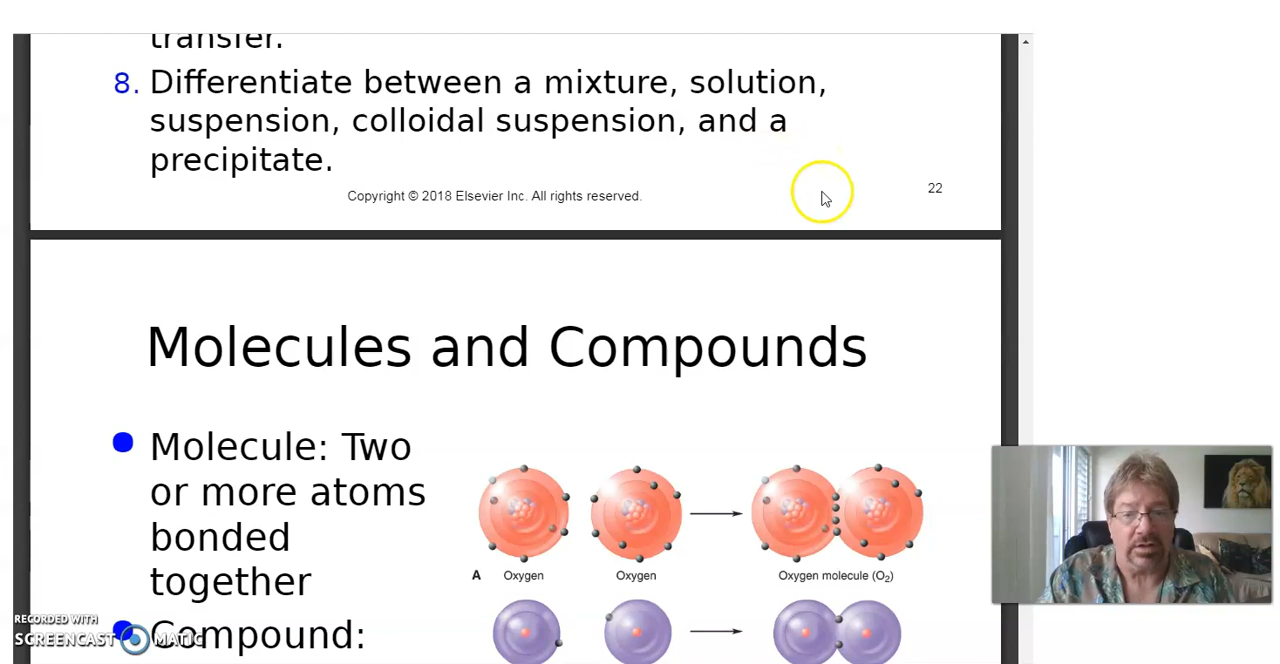 transfer.
8. Differentiate between a mixture, solution,
suspension, colloidal suspension, and a
precipitate.
Copyright © 2018 Elsevier Inc. All rights reserved.
22
Molecules and Compounds
Molecule: Two
or more atoms
bonded
together
A Oxygen Oxygen Oxygen molecule (O₂)
Compound:
RECORDED WITH
SCREENCAST MATIC